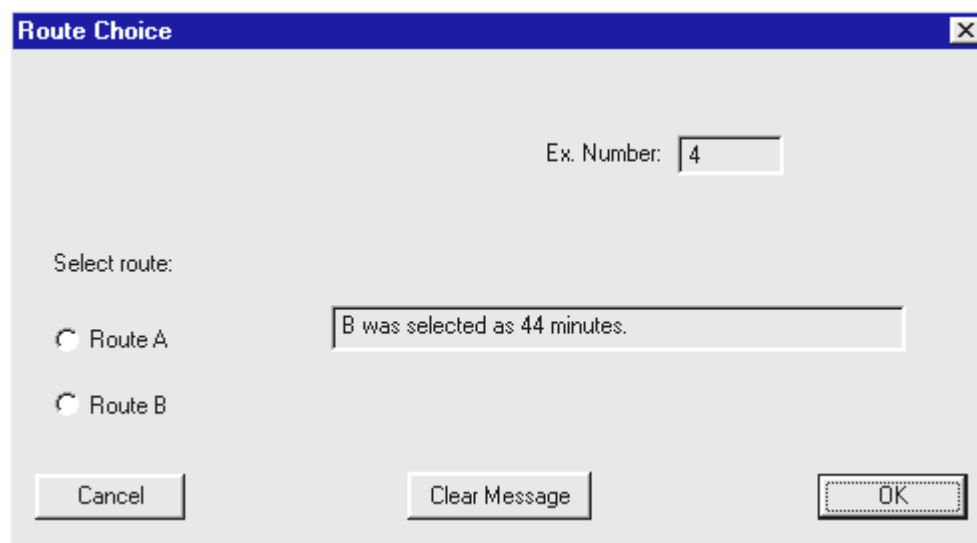 Route Choice
Ex. Number: 4
Select route:
B was selected as 44 minutes.
Route A
Route B
Cancel Clear Message OK